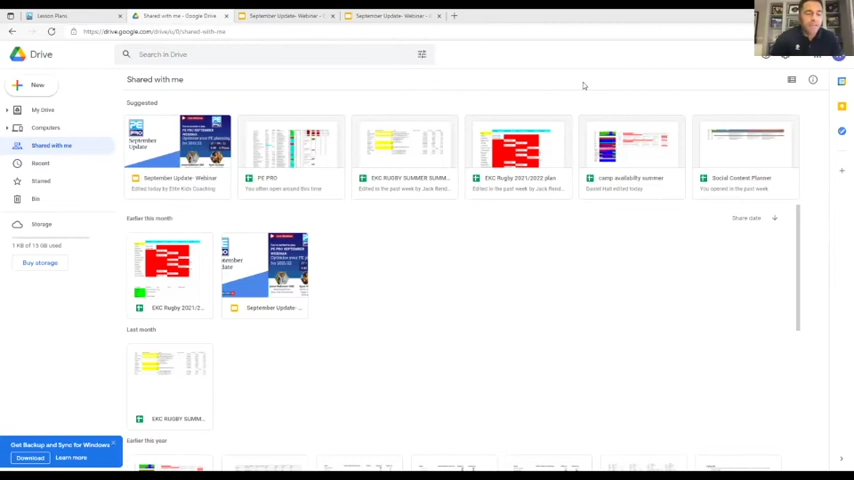 Lesson Plans
Shared with me - Google Drive
September Update- Webinar - G
September Update- Webinar - G
https://drive.google.com/drive/u/0/shared-with-me
Drive
Search in Drive
New
Shared with me
My Drive
Computers
Shared with me
Recent
Starred
Bin
Storage
1 KB of 15 GB used
Buy storage
Suggested
September Update- Webinar
Edited today by Elite Kids Coaching
PE PRO
You often open around this time
EKC RUGBY SUMMER SUMM...
Edited in the past week by Jack Rend...
EKC Rugby 2021/2022 plan
Edited in the past week by Jack Rend...
camp availabilty summer
Daniel Hall edited today
Social Content Planner
You opened in the past week
Earlier this month
Share date
EKC Rugby 2021/2...
September Update-...
Last month
EKC RUGBY SUMM...
Earlier this year
Get Backup and Sync for Windows
Download
Learn more